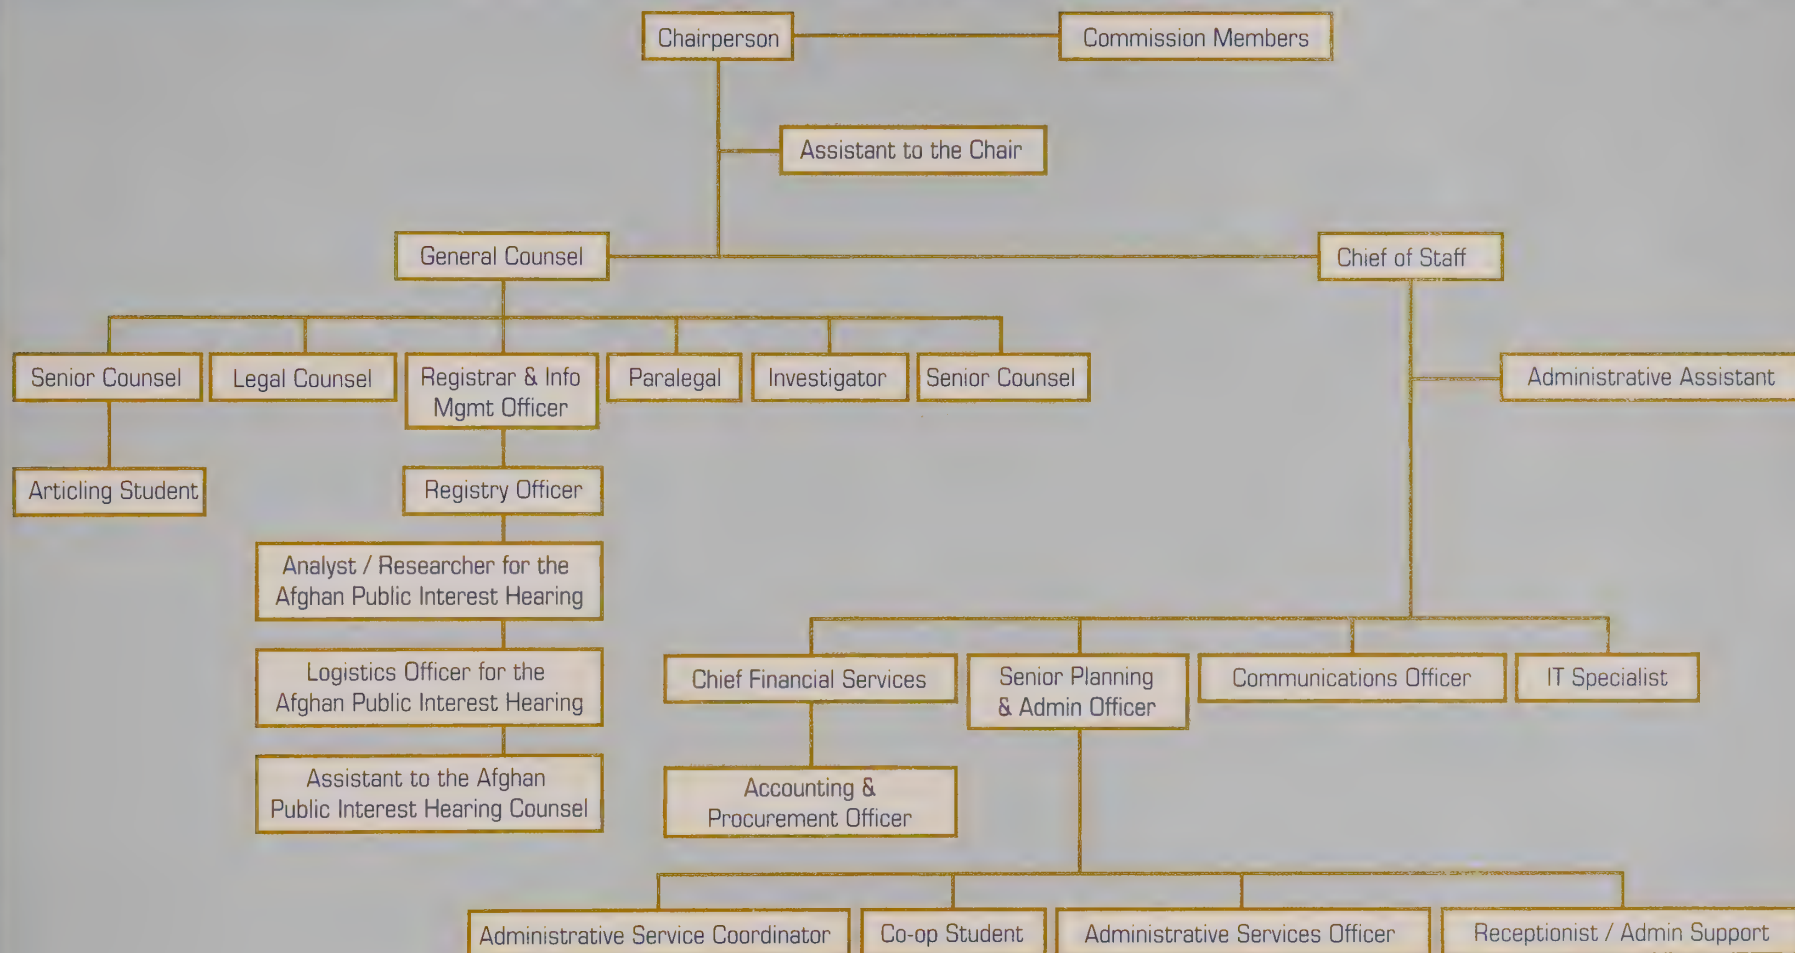 Chairperson
Commission Members
Assistant to the Chair
General Counsel
Chief of Staff
Senior Counsel
Legal Counsel
Registrar & Info
Mgmt Officer
Paralegal
Investigator
Senior Counsel
Administrative Assistant
Articling Student
Registry Officer
Analyst / Researcher for the
Afghan Public Interest Hearing
Logistics Officer for the
Afghan Public Interest Hearing
Assistant to the Afghan
Public Interest Hearing Counsel
Chief Financial Services
Senior Planning
& Admin Officer
Communications Officer
IT Specialist
Accounting &
Procurement Officer
Administrative Service Coordinator
Co-op Student
Administrative Services Officer
Receptionist / Admin Support